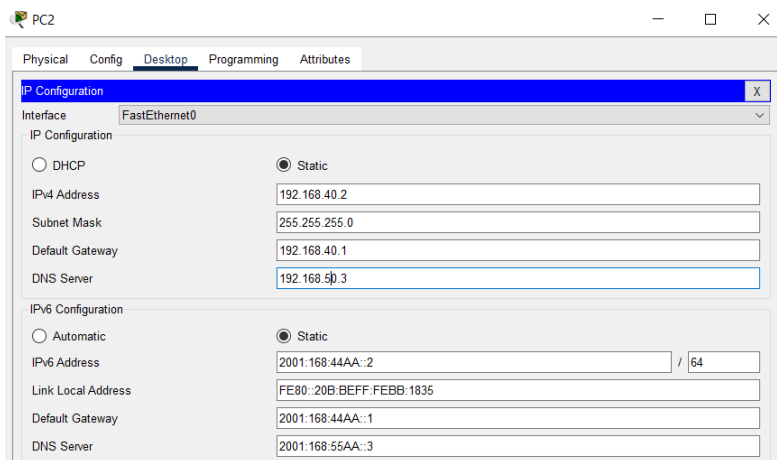 PC2
Physical Config Desktop Programming Attributes
IP Configuration X
Interface FastEthernet0
IP Configuration
DHCP Static
IPv4 Address 192.168.40.2
Subnet Mask 255.255.255.0
Default Gateway 192.168.40.1
DNS Server 192.168.50.3
IPv6 Configuration
Automatic Static
IPv6 Address 2001:168:44AA::2 / 64
Link Local Address FE80::20B:BEFF:FEBB:1835
Default Gateway 2001:168:44AA::1
DNS Server 2001:168:55AA::3